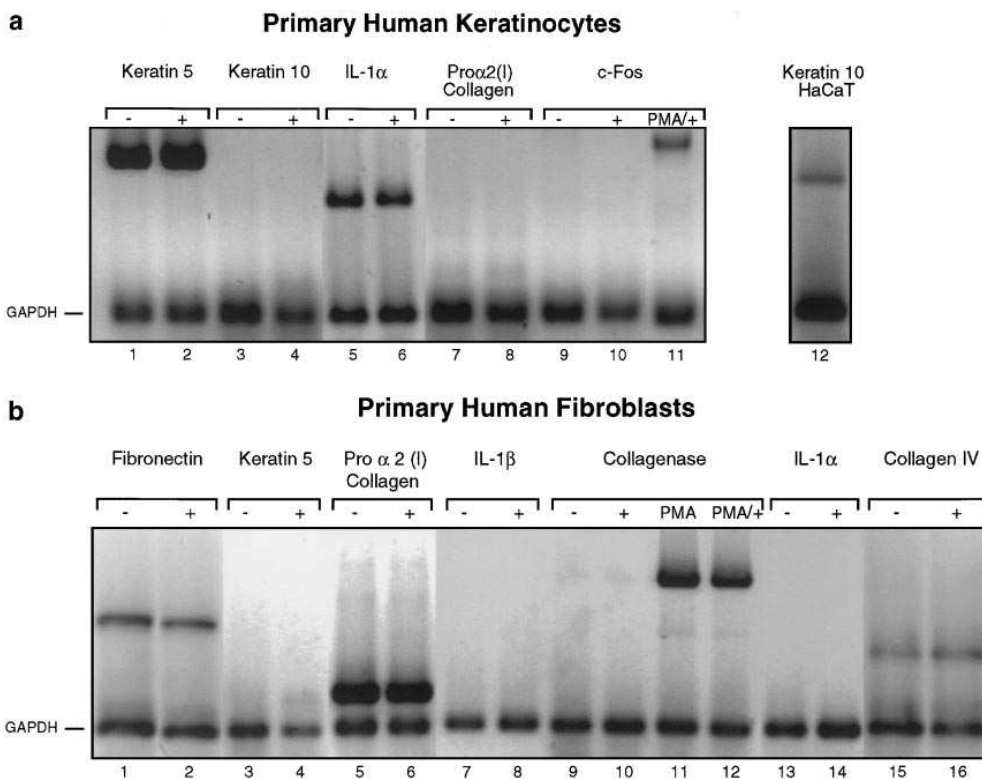 a
Primary Human Keratinocytes
Keratin 5 Keratin 10 IL-1α Proα2(I) Collagen c-Fos Keratin 10 HaCaT
- + - + - + - + - + PMA/+
GAPDH
1 2 3 4 5 6 7 8 9 10 11 12
b
Primary Human Fibroblasts
Fibronectin Keratin 5 Pro α 2 (I) Collagen IL-1β Collagenase IL-1α Collagen IV
- + - + - + - + - + PMA PMA/+ - + - +
GAPDH
1 2 3 4 5 6 7 8 9 10 11 12 13 14 15 16